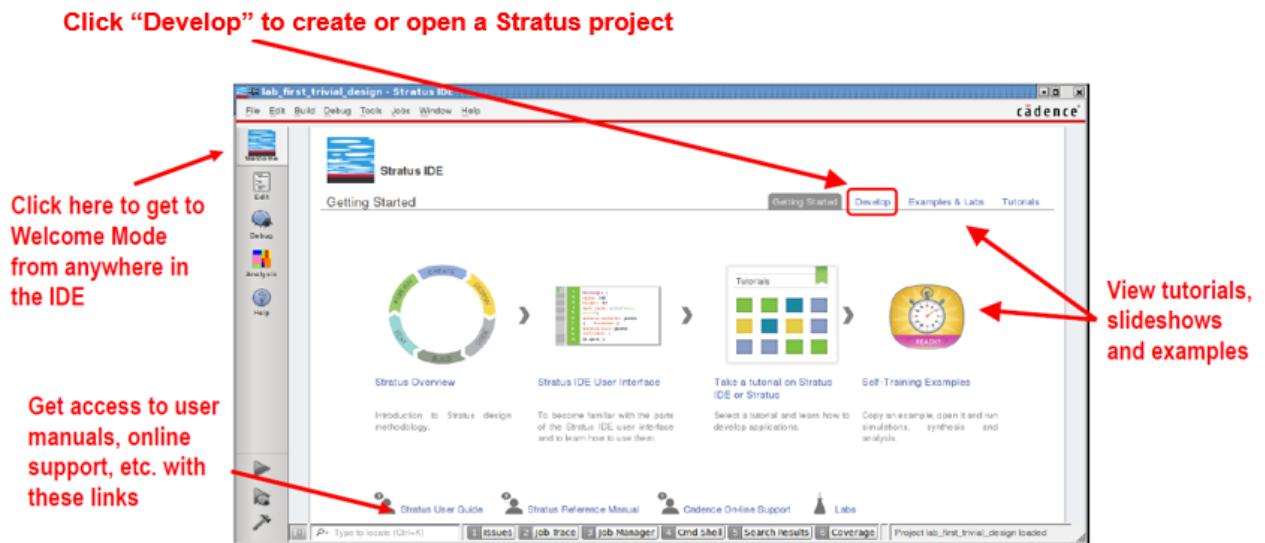 Click “Develop” to create or open a Stratus project
lab_first_trivial_design - Stratus IDE
File Edit Build Debug Tools Jobs Window Help
cādence
Welcome
Edit
Debug
Analysis
Help
Stratus IDE
Getting Started
Getting Started Develop Examples & Labs Tutorials
Click here to get to
Welcome Mode
from anywhere in
the IDE
CREATE
BUILD
TEST
Tutorials
READY?
View tutorials,
slideshows
and examples
Stratus Overview
Introduction to Stratus design
methodology.
Stratus IDE User Interface
To become familiar with the parts
of the Stratus IDE user interface
and to learn how to use them.
Take a tutorial on Stratus
IDE or Stratus
Select a tutorial and learn how to
develop applications.
Self-Training Examples
Copy an example, open it and run
simulations, synthesis and
analysis.
Get access to user
manuals, online
support, etc. with
these links
Stratus User Guide Stratus Reference Manual Cadence On-line Support Labs
Type to locate (Ctrl+K) 1 Issues 2 Job Trace 3 Job Manager 4 Cmd Shell 5 Search Results 6 Coverage Project lab_first_trivial_design loaded